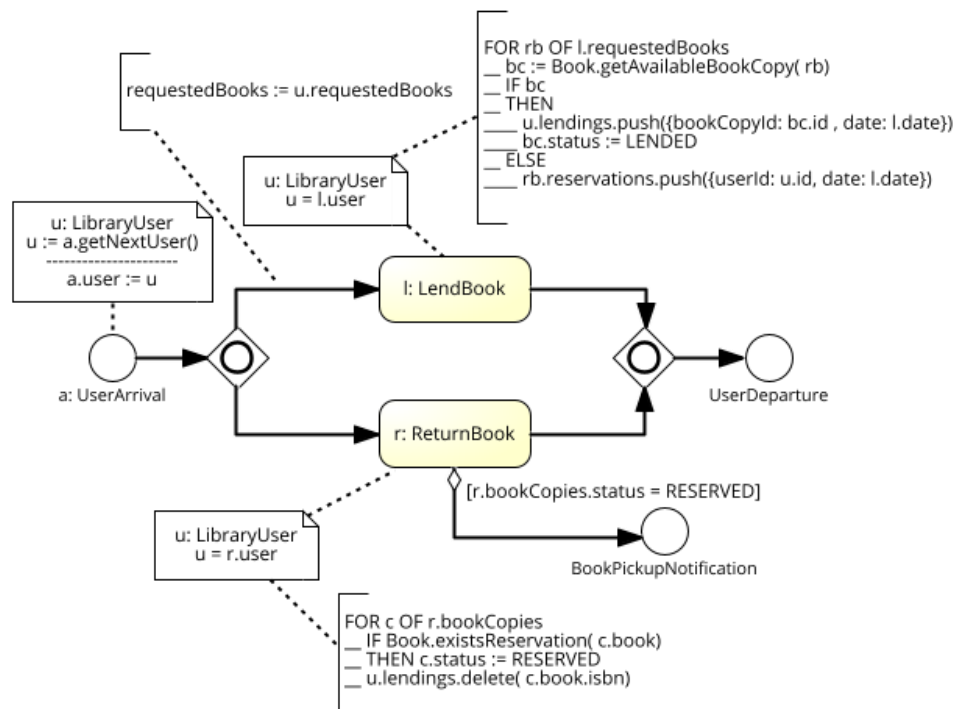 FOR rb OF l.requestedBooks
__ bc := Book.getAvailableBookCopy( rb)
__ IF bc
__ THEN
____ u.lendings.push({bookCopyId: bc.id , date: l.date})
____ bc.status := LENDED
__ ELSE
____ rb.reservations.push({userId: u.id, date: l.date})
requestedBooks := u.requestedBooks
u: LibraryUser
u = l.user
u: LibraryUser
u := a.getNextUser()
----------------------
a.user := u
l: LendBook
a: UserArrival
UserDeparture
r: ReturnBook
[r.bookCopies.status = RESERVED]
u: LibraryUser
u = r.user
BookPickupNotification
FOR c OF r.bookCopies
__ IF Book.existsReservation( c.book)
__ THEN c.status := RESERVED
__ u.lendings.delete( c.book.isbn)